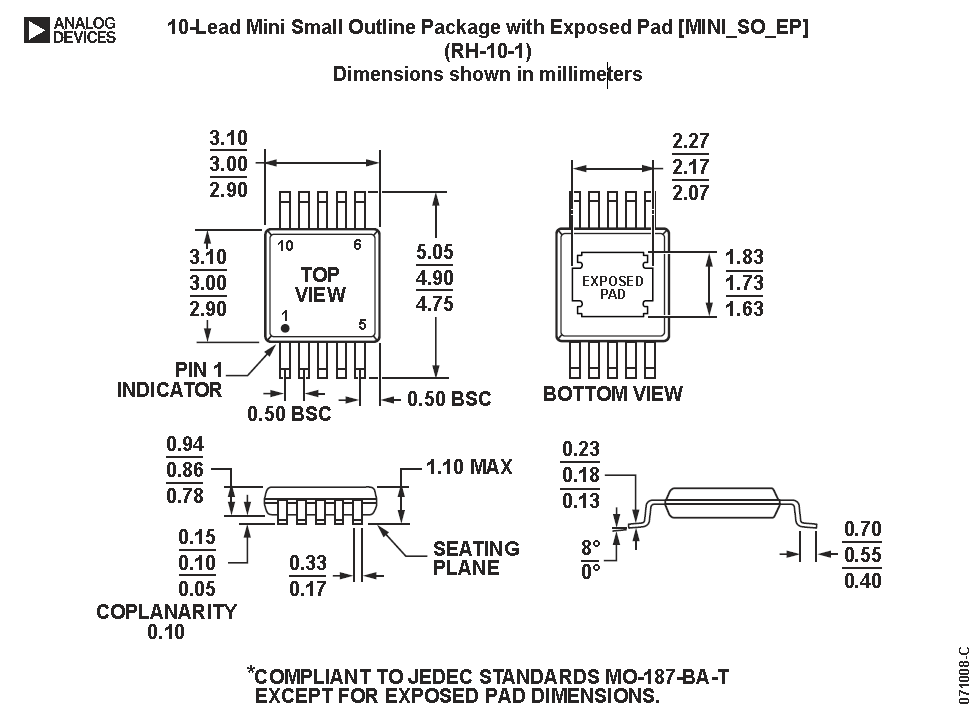 ANALOG
DEVICES
10-Lead Mini Small Outline Package with Exposed Pad [MINI_SO_EP]
(RH-10-1)
Dimensions shown in millimeters
3.10
3.00
2.90
2.27
2.17
2.07
10
6
TOP
VIEW
1
5
3.10
3.00
2.90
5.05
4.90
4.75
EXPOSED
PAD
1.83
1.73
1.63
PIN 1
INDICATOR
0.50 BSC
0.50 BSC
BOTTOM VIEW
0.94
0.86
0.78
1.10 MAX
0.23
0.18
0.13
0.15
0.10
0.05
COPLANARITY
0.10
0.33
0.17
SEATING
PLANE
8°
0°
0.70
0.55
0.40
*COMPLIANT TO JEDEC STANDARDS MO-187-BA-T
EXCEPT FOR EXPOSED PAD DIMENSIONS.
071008-C